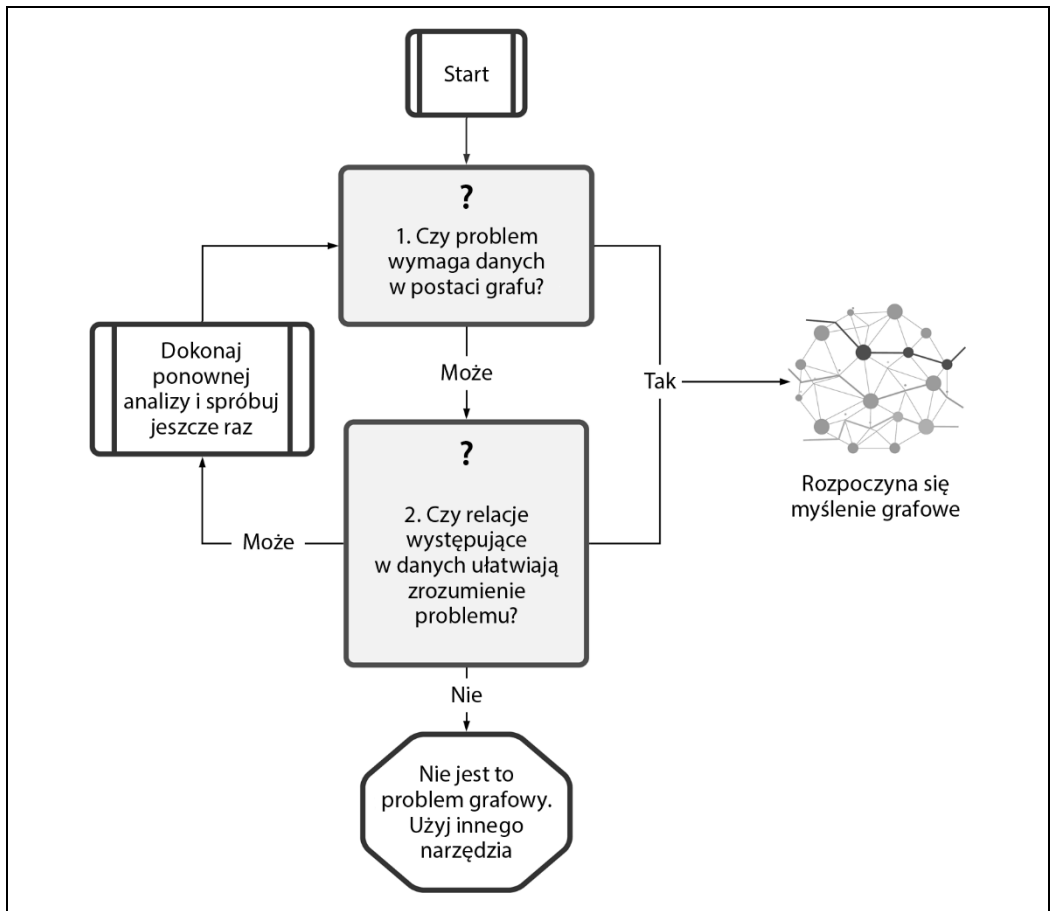 Start
?
1. Czy problem
wymaga danych
w postaci grafu?
Dokonaj
ponownej
analizy i spróbuj
jeszcze raz
Może
Tak
?
2. Czy relacje
występujące
w danych ułatwiają
zrozumienie
problemu?
Może
Rozpoczyna się
myślenie grafowe
Nie
Nie jest to
problem grafowy.
Użyj innego
narzędzia